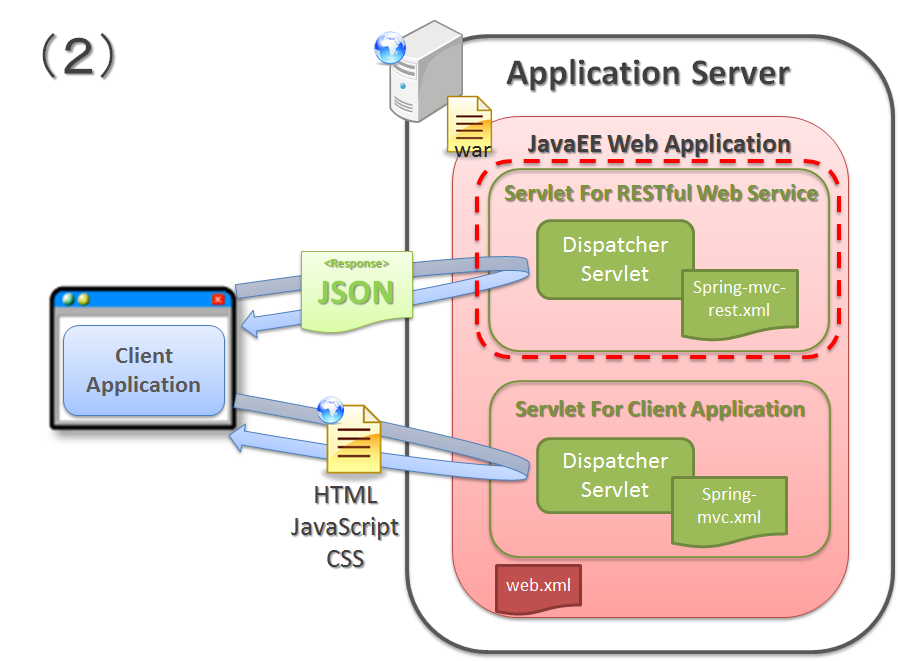 （2）
Application Server
war
JavaEE Web Application
Servlet For RESTful Web Service
Dispatcher
Servlet
Spring-mvc-
rest.xml
<Response>
JSON
Client
Application
Servlet For Client Application
Dispatcher
Servlet
Spring-
mvc.xml
HTML
JavaScript
CSS
web.xml